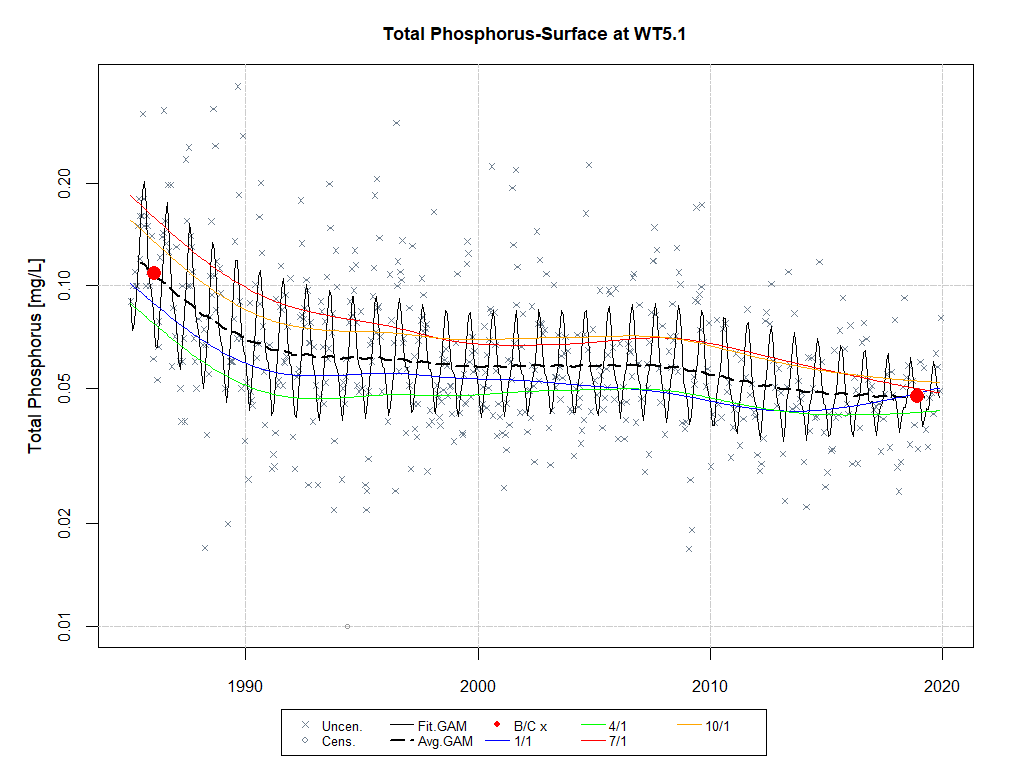 Total Phosphorus-Surface at WT5.1
Total Phosphorus [mg/L]
0.20
0.10
0.05
0.02
0.01
1990 2000 2010 2020
Uncen. Fit.GAM B/C x 4/1 10/1
Cens. Avg.GAM 1/1 7/1